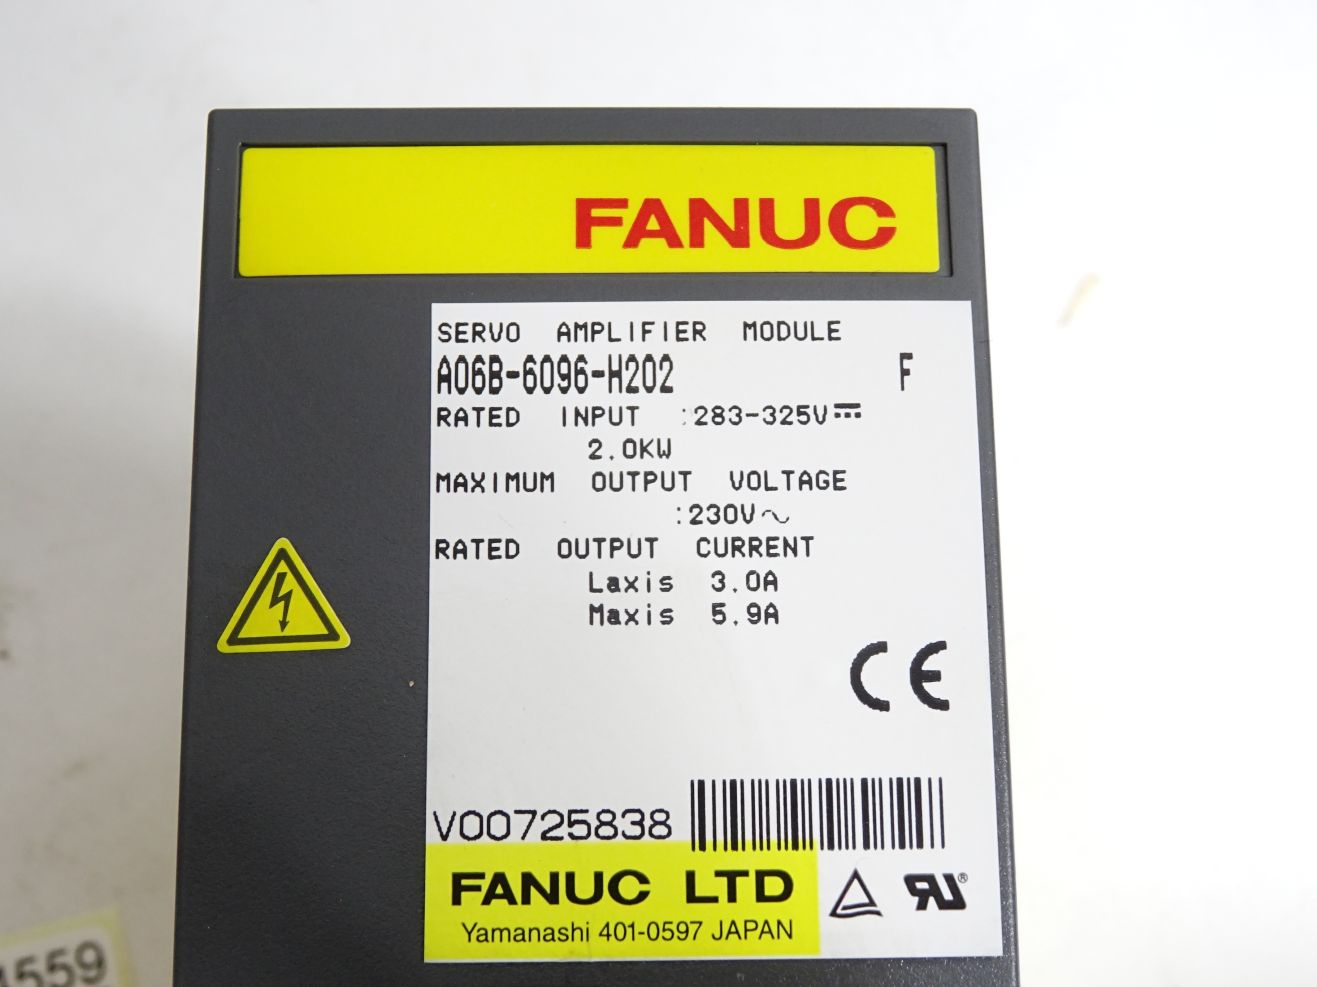 FANUC
SERVO AMPLIFIER MODULE
A06B-6096-H202 F
RATED INPUT :283-325V⎓
2.0KW
MAXIMUM OUTPUT VOLTAGE
:230V~
RATED OUTPUT CURRENT
Laxis 3.0A
Maxis 5.9A
CE
V00725838
FANUC LTD
Yamanashi 401-0597 JAPAN
559